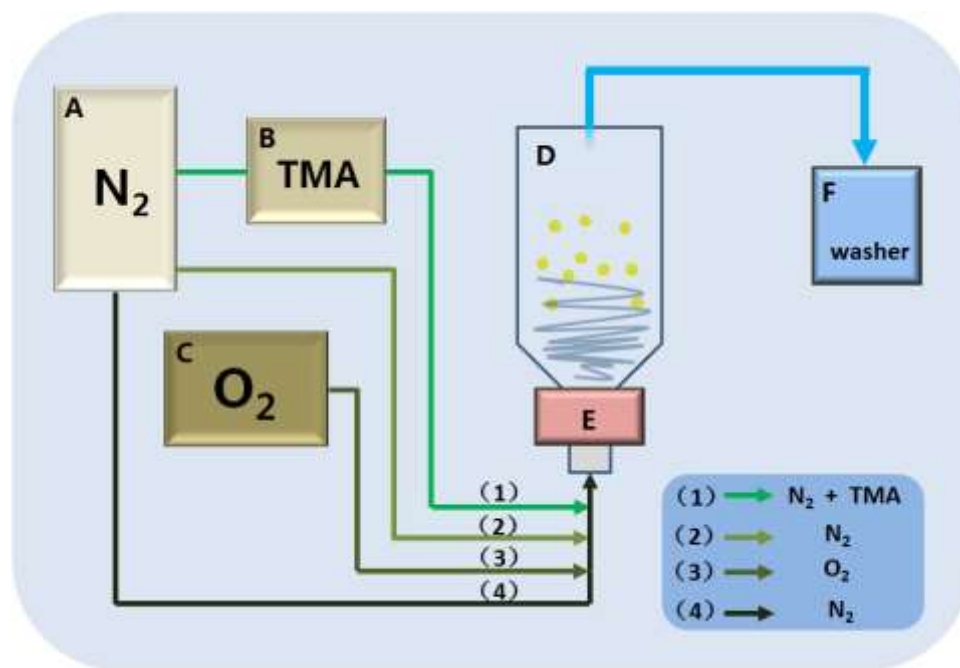 A
N₂
B
TMA
C
O₂
D
E
F
washer
(1)
(2)
(3)
(4)
(1) N₂ + TMA
(2) N₂
(3) O₂
(4) N₂